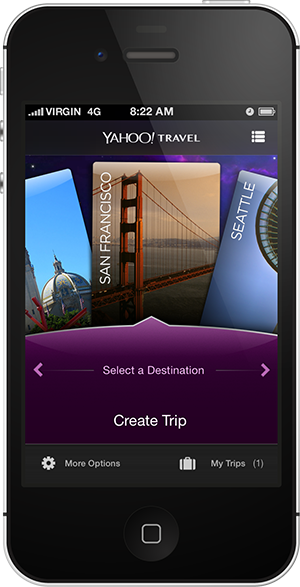 VIRGIN 4G 8:22 AM
YAHOO! TRAVEL
SAN FRANCISCO
SEATTLE
Select a Destination
Create Trip
More Options
My Trips (1)